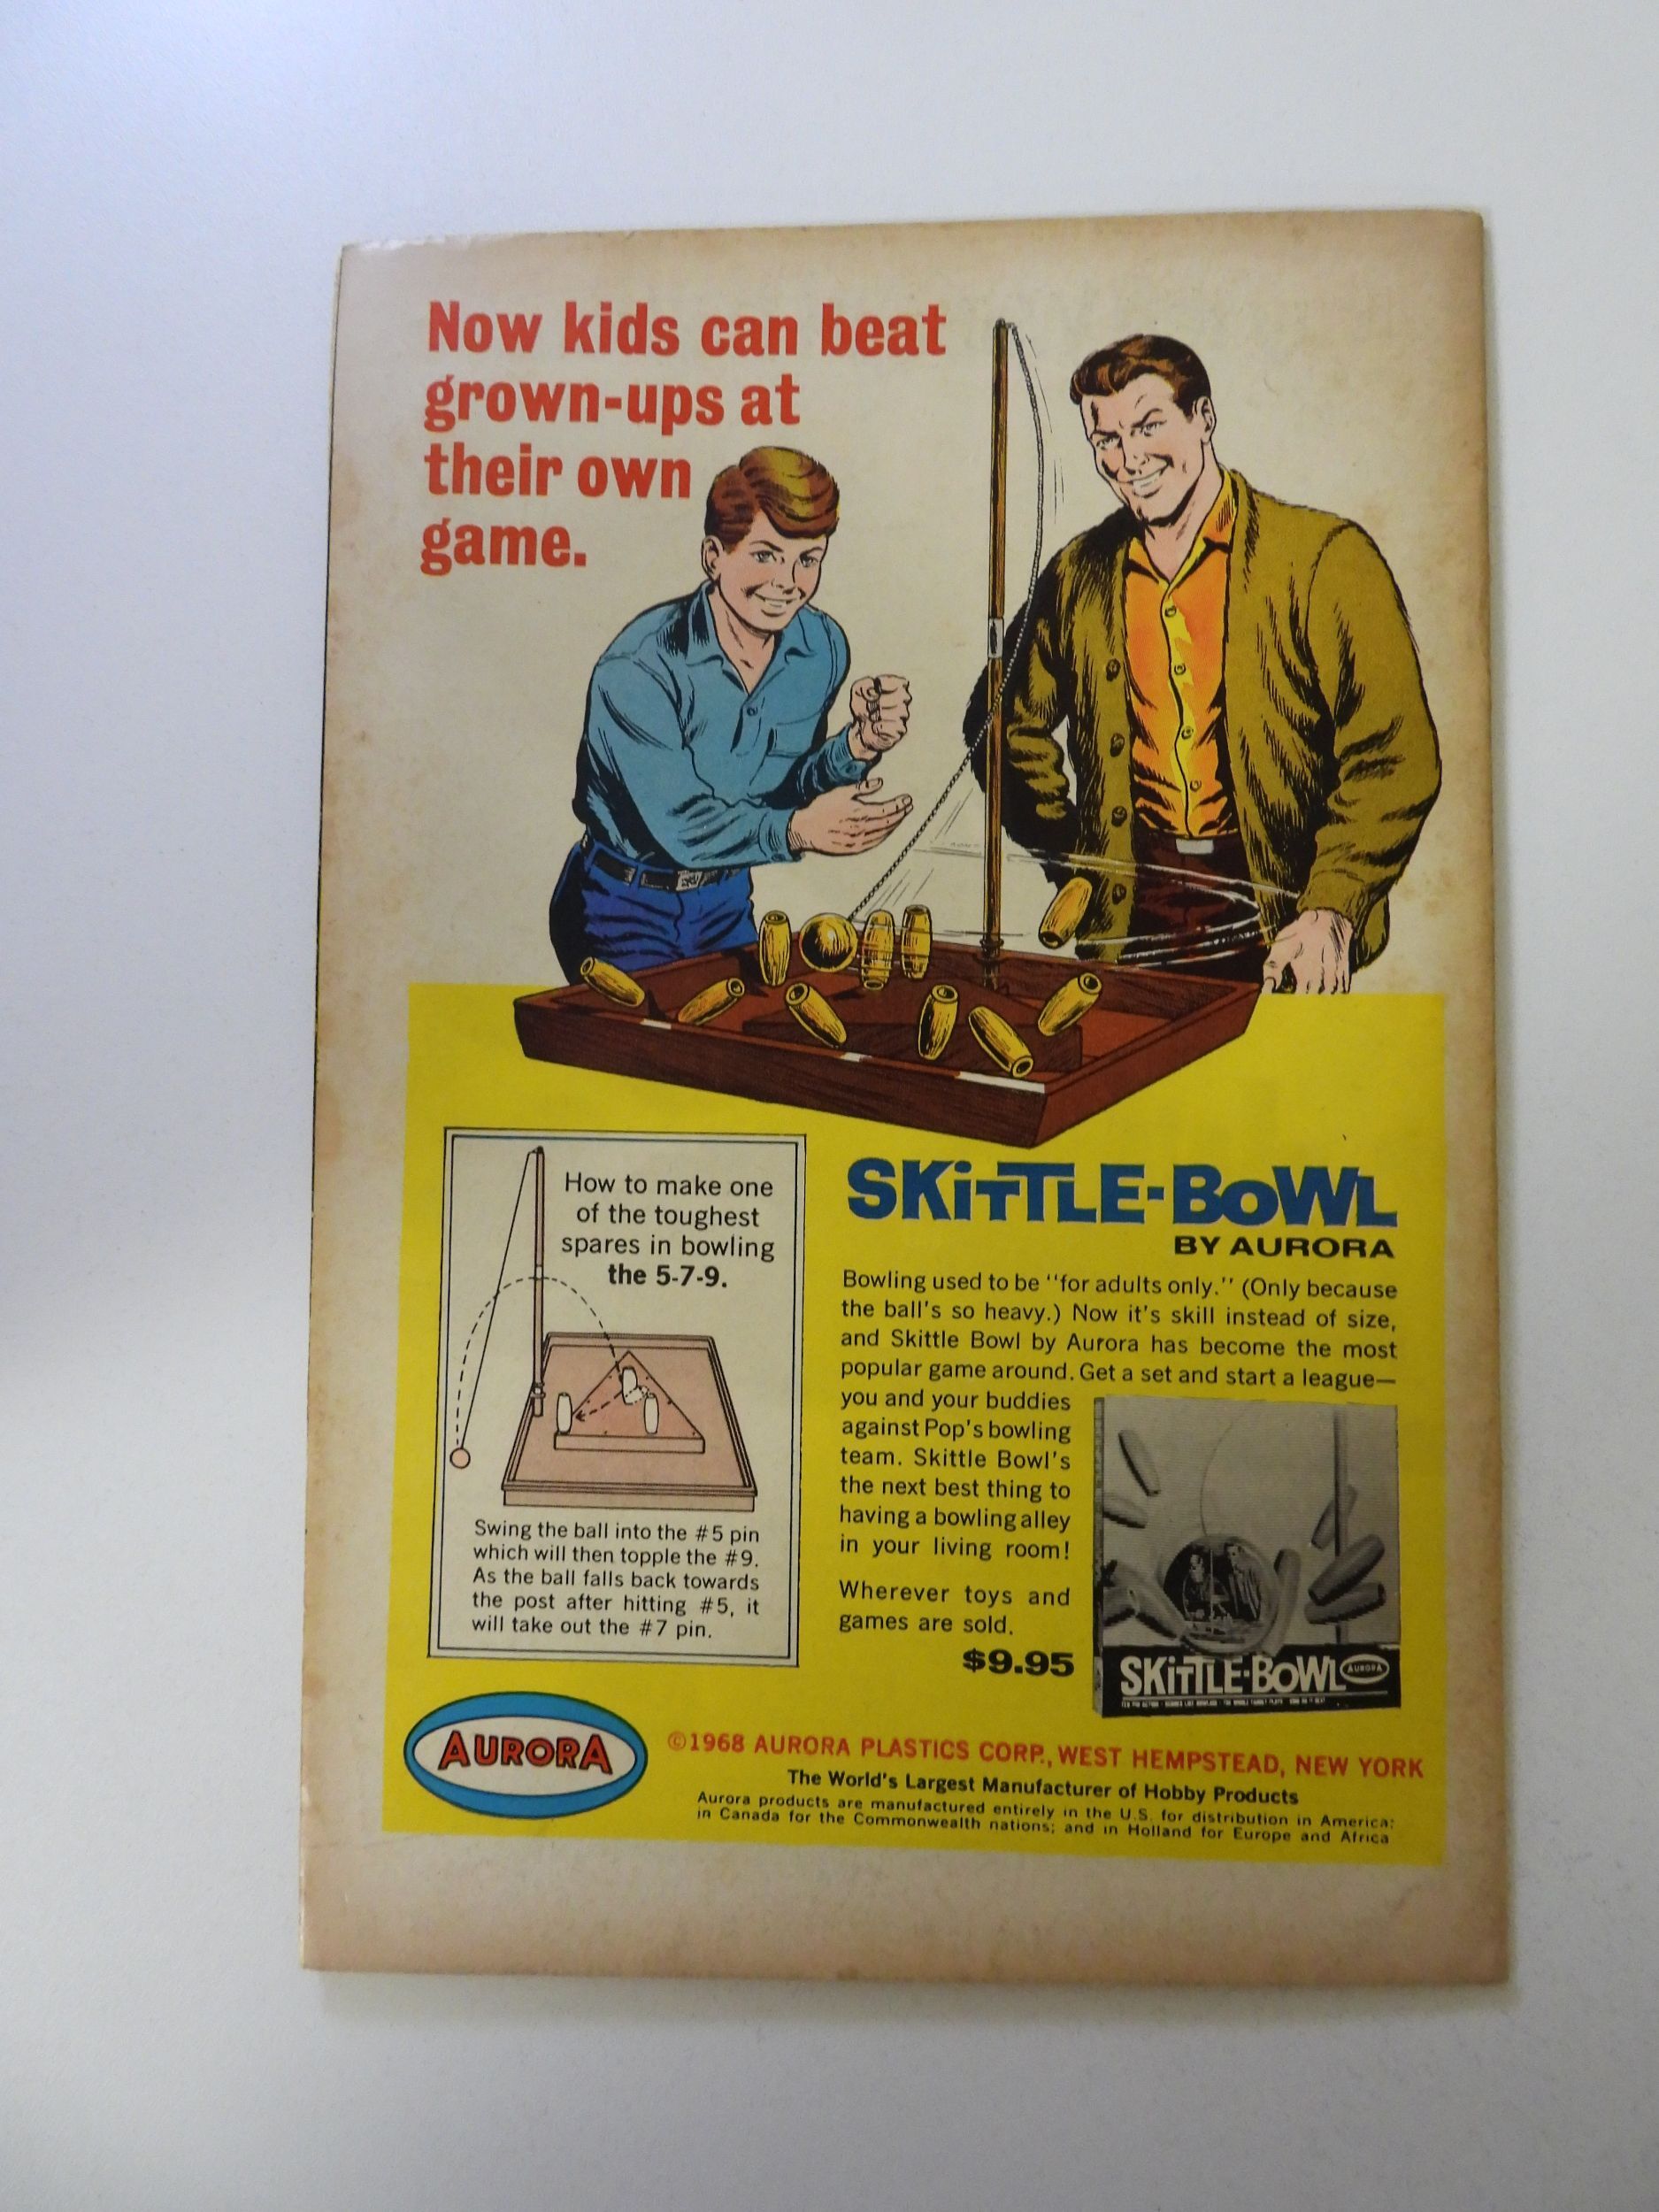 Now kids can beat
grown-ups at
their own
game.
How to make one
of the toughest
spares in bowling
the 5-7-9.
Swing the ball into the #5 pin
which will then topple the #9.
As the ball falls back towards
the post after hitting #5, it
will take out the #7 pin.
SKiTTLE-BoWL
BY AURORA
Bowling used to be "for adults only." (Only because
the ball's so heavy.) Now it's skill instead of size,
and Skittle Bowl by Aurora has become the most
popular game around. Get a set and start a league—
you and your buddies
against Pop's bowling
team. Skittle Bowl's
the next best thing to
having a bowling alley
in your living room!
Wherever toys and
games are sold.
$9.95
SKiTTLE-BoWL AURORA
AURORA
©1968 AURORA PLASTICS CORP., WEST HEMPSTEAD, NEW YORK
The World's Largest Manufacturer of Hobby Products
Aurora products are manufactured entirely in the U.S. for distribution in America;
in Canada for the Commonwealth nations; and in Holland for Europe and Africa